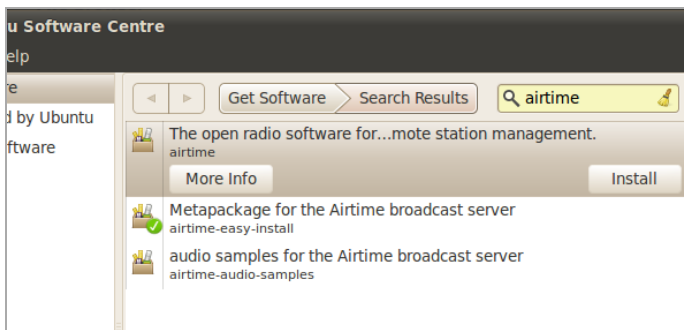 u Software Centre
elp
re
d by Ubuntu
ftware
Get Software
Search Results
airtime
The open radio software for...mote station management.
airtime
More Info
Install
Metapackage for the Airtime broadcast server
airtime-easy-install
audio samples for the Airtime broadcast server
airtime-audio-samples